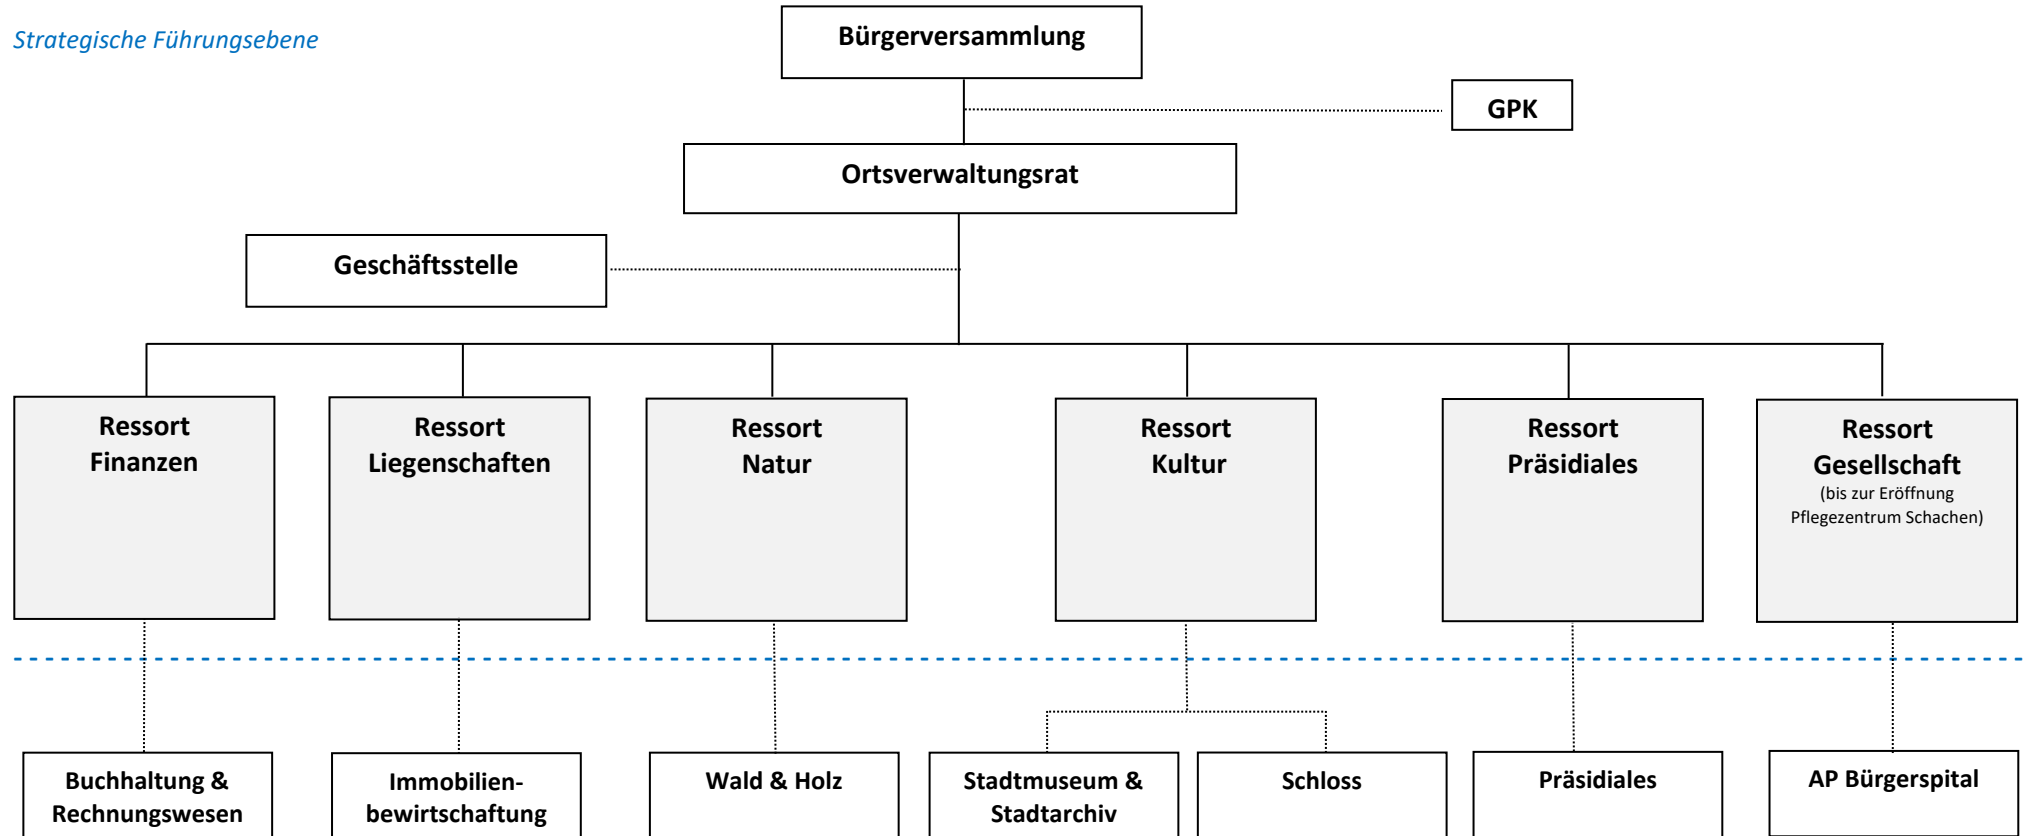 Strategische Führungsebene
Bürgerversammlung
GPK
Ortsverwaltungsrat
Geschäftsstelle
Ressort
Finanzen
Ressort
Liegenschaften
Ressort
Natur
Ressort
Kultur
Ressort
Präsidiales
Ressort
Gesellschaft
(bis zur Eröffnung
Pflegezentrum Schachen)
Buchhaltung &
Rechnungswesen
Immobilien-
bewirtschaftung
Wald & Holz
Stadtmuseum &
Stadtarchiv
Schloss
Präsidiales
AP Bürgerspital